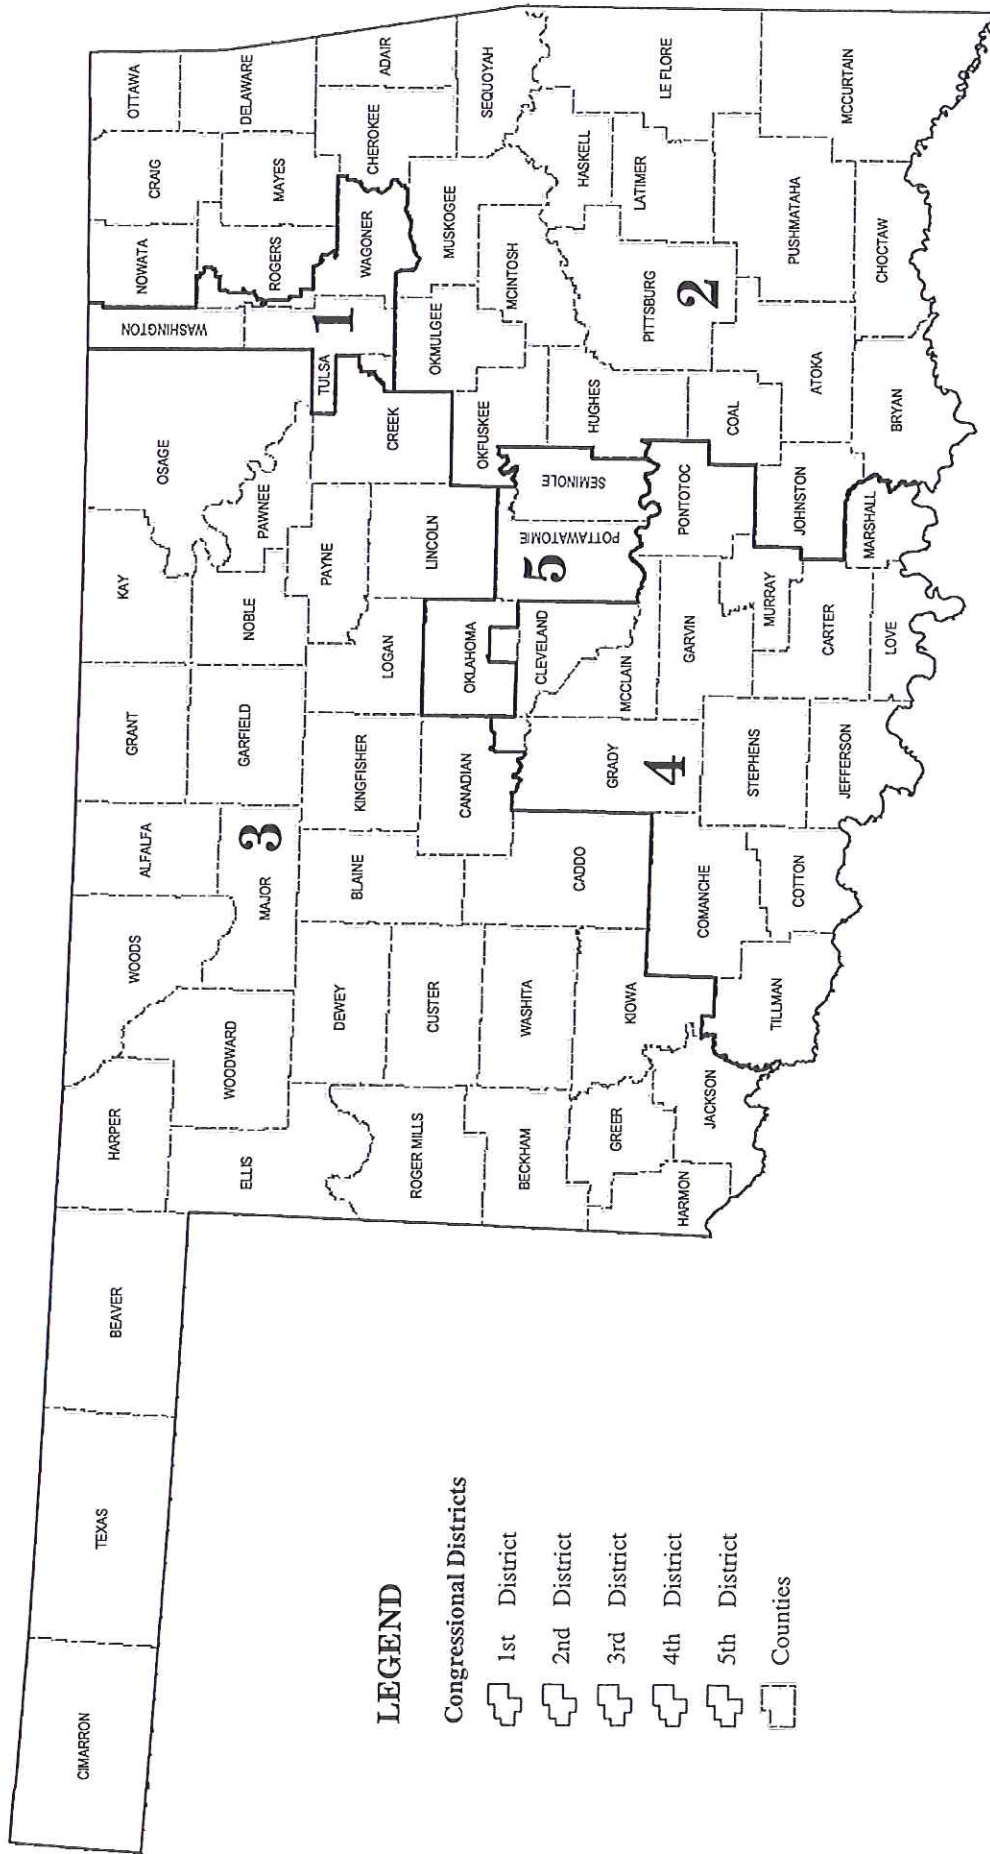 CIMARRON
TEXAS
BEAVER
HARPER
WOODS
ALFALFA
GRANT
KAY
OSAGE
WASHINGTON
NOWATA
CRAIG
OTTAWA
ELLIS
WOODWARD
MAJOR
3
GARFIELD
NOBLE
PAWNEE
ROGERS
MAYES
DELAWARE
ROGER MILLS
DEWEY
BLAINE
KINGFISHER
LOGAN
PAYNE
CREEK
TULSA
1
WAGONER
CHEROKEE
ADAIR
CUSTER
CANADIAN
OKLAHOMA
LINCOLN
OKFUSKEE
OKMULGEE
MUSKOGEE
SEQUOYAH
BECKHAM
WASHITA
CADDO
GRADY
4
CLEVELAND
MCCLAIN
5
POTTAWATOMIE
SEMINOLE
HUGHES
MCINTOSH
HASKELL
GREER
KIOWA
COMANCHE
STEPHENS
GARVIN
PONTOTOC
COAL
PITTSBURG
2
LATIMER
LE FLORE
HARMON
JACKSON
TILLMAN
COTTON
JEFFERSON
MURRAY
CARTER
LOVE
JOHNSTON
MARSHALL
ATOKA
BRYAN
PUSHMATAHA
CHOCTAW
MCCURTAIN
LEGEND
Congressional Districts
1st District
2nd District
3rd District
4th District
5th District
Counties